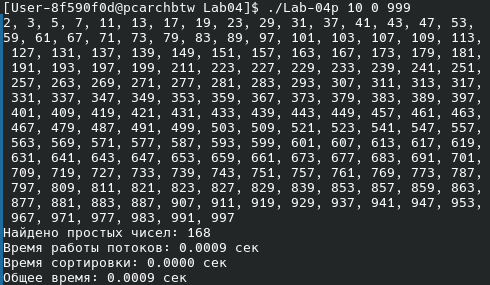 [User-8f590f0d@pcarchbtw Lab04]$ ./Lab-04p 10 0 999
2, 3, 5, 7, 11, 13, 17, 19, 23, 29, 31, 37, 41, 43, 47, 53,
59, 61, 67, 71, 73, 79, 83, 89, 97, 101, 103, 107, 109, 113,
127, 131, 137, 139, 149, 151, 157, 163, 167, 173, 179, 181,
191, 193, 197, 199, 211, 223, 227, 229, 233, 239, 241, 251,
257, 263, 269, 271, 277, 281, 283, 293, 307, 311, 313, 317,
331, 337, 347, 349, 353, 359, 367, 373, 379, 383, 389, 397,
401, 409, 419, 421, 431, 433, 439, 443, 449, 457, 461, 463,
467, 479, 487, 491, 499, 503, 509, 521, 523, 541, 547, 557,
563, 569, 571, 577, 587, 593, 599, 601, 607, 613, 617, 619,
631, 641, 643, 647, 653, 659, 661, 673, 677, 683, 691, 701,
709, 719, 727, 733, 739, 743, 751, 757, 761, 769, 773, 787,
797, 809, 811, 821, 823, 827, 829, 839, 853, 857, 859, 863,
877, 881, 883, 887, 907, 911, 919, 929, 937, 941, 947, 953,
967, 971, 977, 983, 991, 997
Найдено простых чисел: 168
Время работы потоков: 0.0009 сек
Время сортировки: 0.0000 сек
Общее время: 0.0009 сек